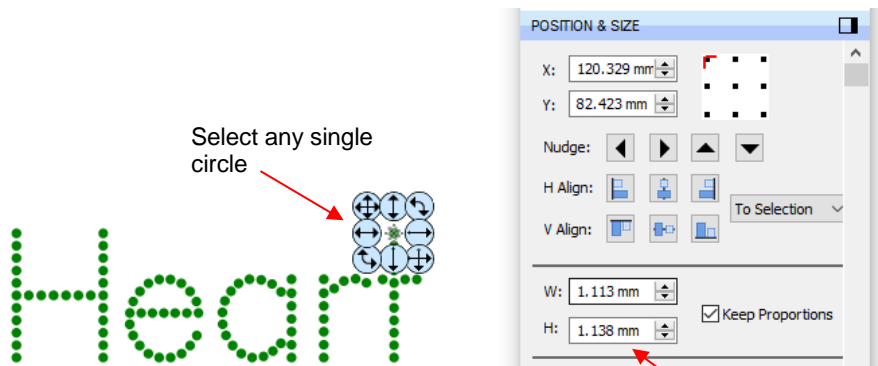 POSITION & SIZE
X: 120.329 mm
Y: 82.423 mm
Select any single
circle
Nudge:
H Align:
To Selection
V Align:
Heart
W: 1.113 mm
Keep Proportions
H: 1.138 mm